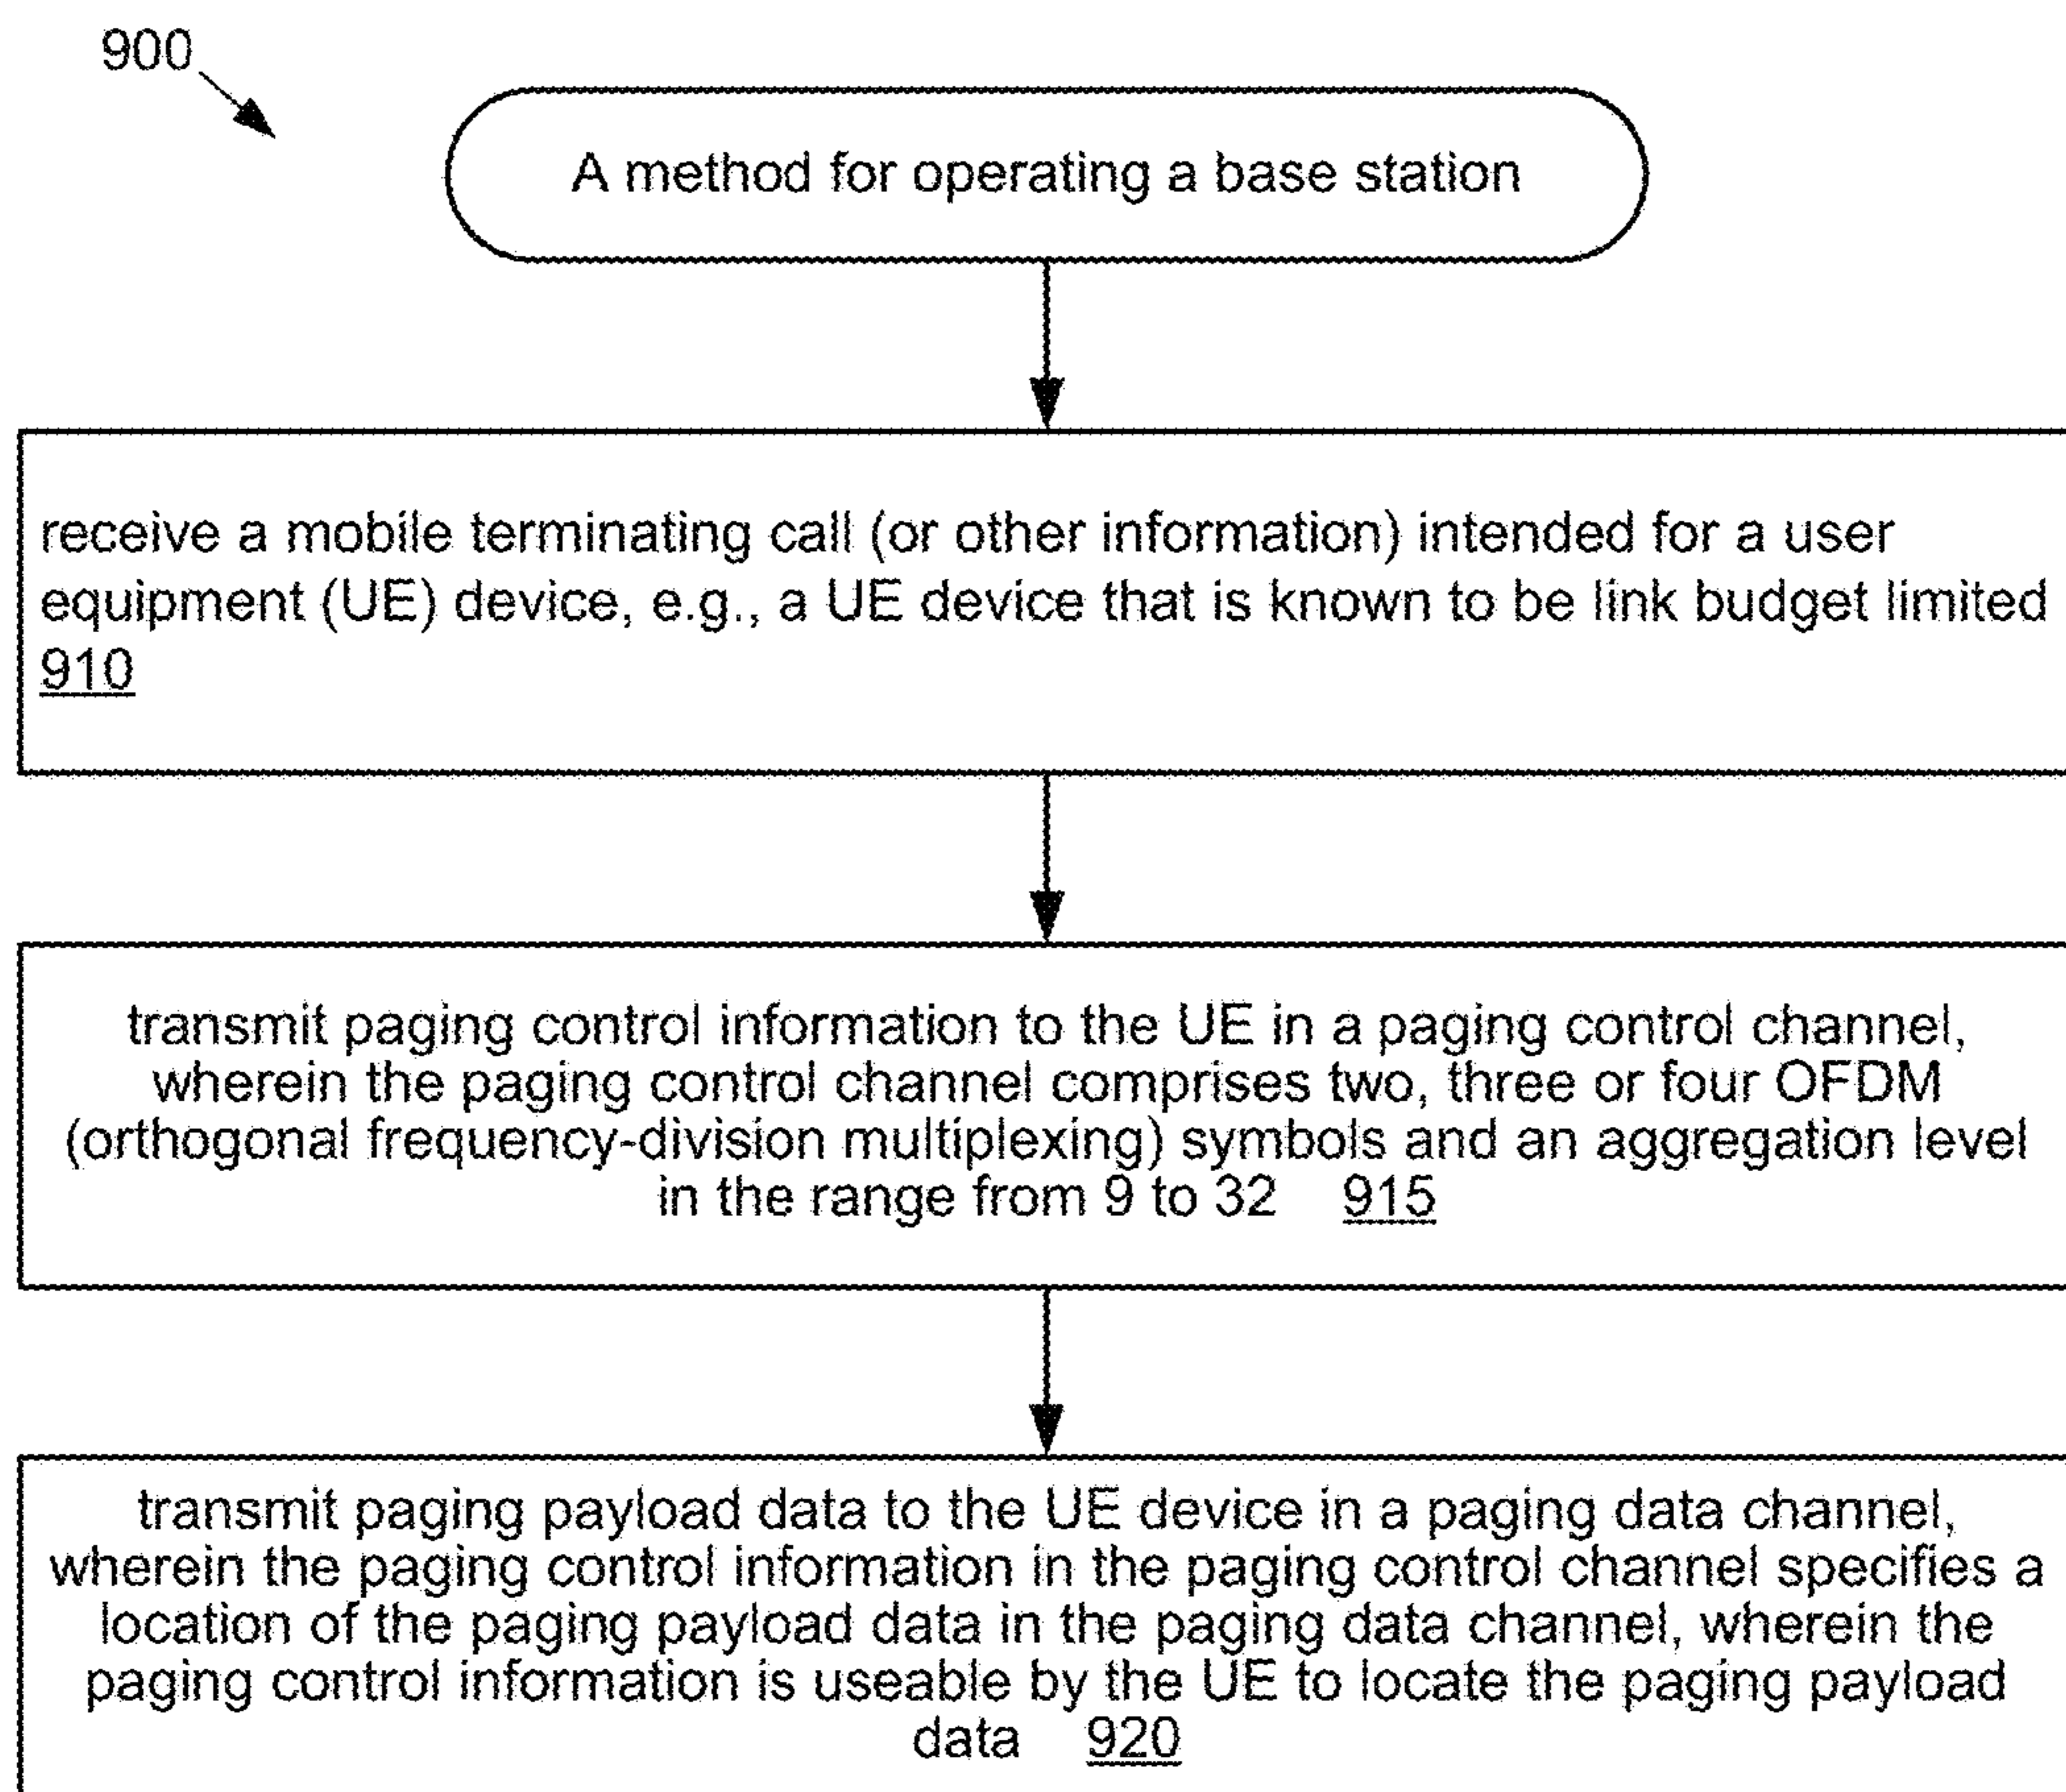 900
A method for operating a base station
receive a mobile terminating call (or other information) intended for a user
equipment (UE) device, e.g., a UE device that is known to be link budget limited
910
transmit paging control information to the UE in a paging control channel,
wherein the paging control channel comprises two, three or four OFDM
(orthogonal frequency-division multiplexing) symbols and an aggregation level
in the range from 9 to 32 915
transmit paging payload data to the UE device in a paging data channel,
wherein the paging control information in the paging control channel specifies a
location of the paging payload data in the paging data channel, wherein the
paging control information is useable by the UE to locate the paging payload
data 920